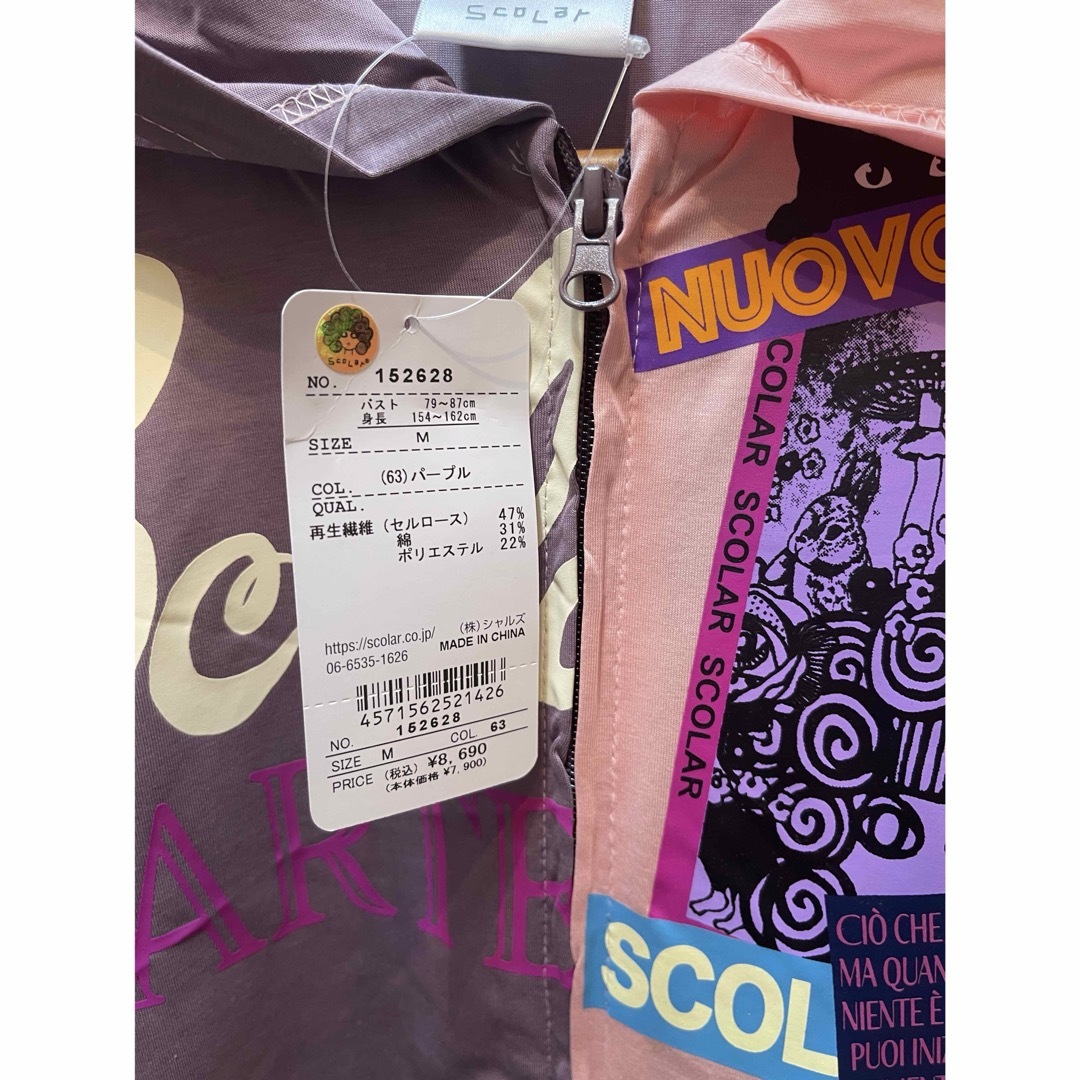 ScoLar
ScoLar
NO. 152628
バスト 79~87cm
身長 154~162cm
SIZE M
COL. (63)パープル
QUAL.
再生繊維(セルロース) 47%
綿 31%
ポリエステル 22%
https://scolar.co.jp/ (株)シャルズ
06-6535-1626 MADE IN CHINA
4571562521426
NO. 152628
SIZE M COL. 63
PRICE (税込) ¥8,690
(本体価格 ¥7,900)
ARTE
NUOVO
COLAR SCOLAR SCOLAR
SCOL
CIÒ CHE
MA QUAN
NIENTE È
PUOI INIZ